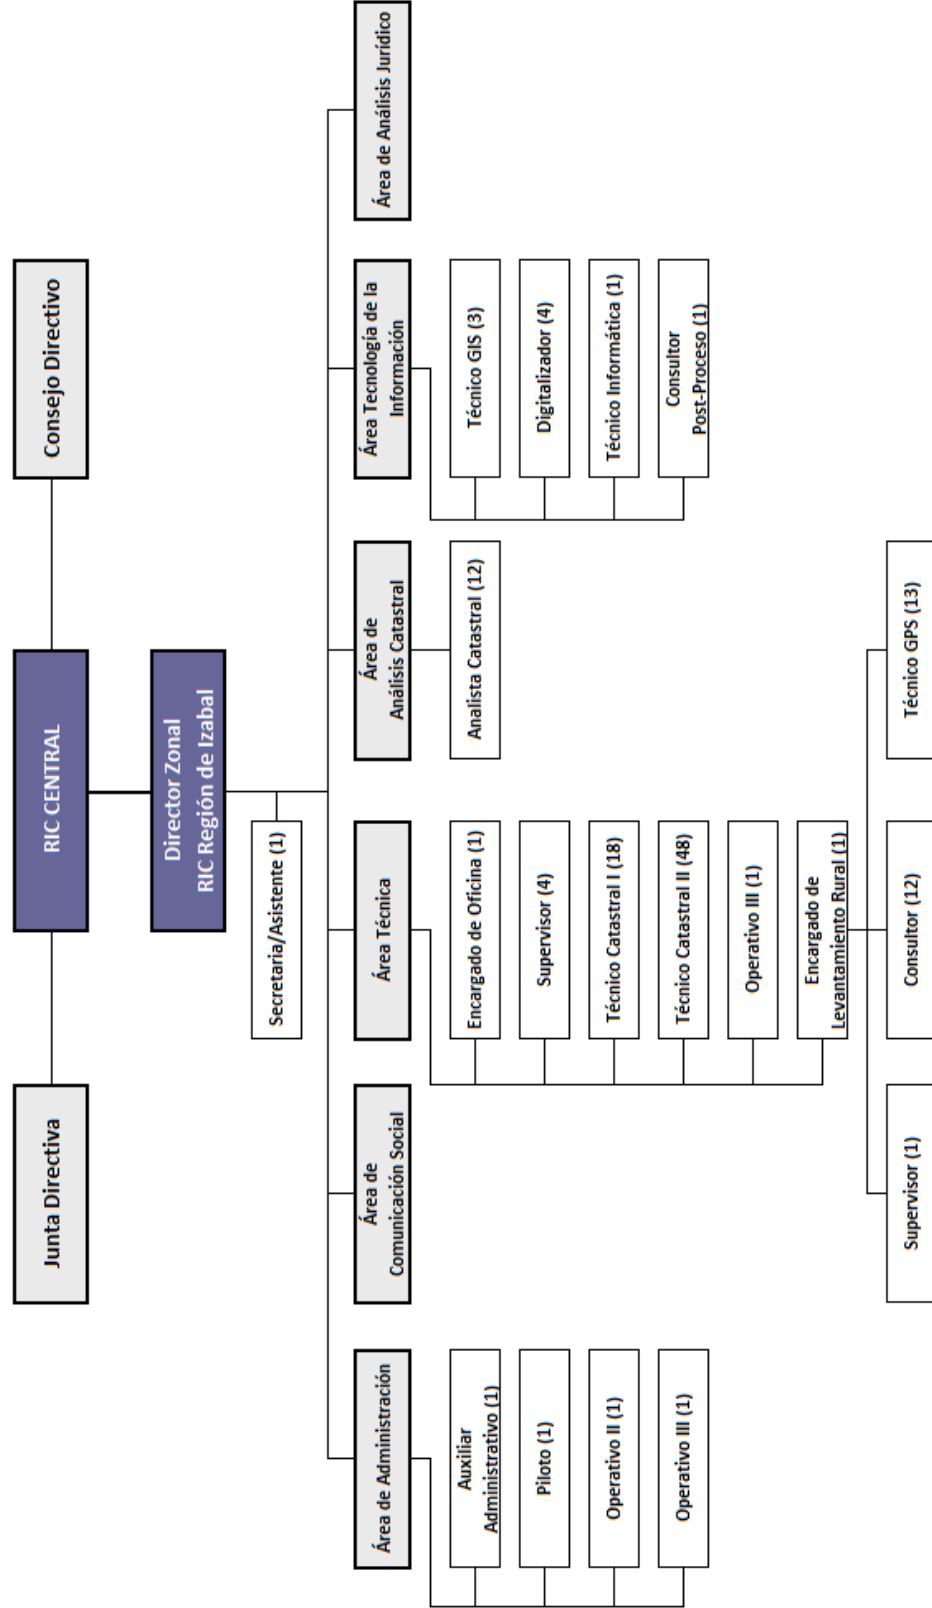 Junta Directiva
RIC CENTRAL
Consejo Directivo
Director Zonal
RIC Región de Izabal
Secretaria/Asistente (1)
Área de Administración
Auxiliar
Administrativo (1)
Piloto (1)
Operativo II (1)
Operativo III (1)
Área de
Comunicación Social
Área Técnica
Encargado de Oficina (1)
Supervisor (4)
Técnico Catastral I (18)
Técnico Catastral II (48)
Operativo III (1)
Encargado de
Levantamiento Rural (1)
Supervisor (1)
Consultor (12)
Técnico GPS (13)
Área de
Análisis Catastral
Analista Catastral (12)
Área Tecnología de la
Información
Técnico GIS (3)
Digitalizador (4)
Técnico Informática (1)
Consultor
Post-Proceso (1)
Área de Análisis Jurídico